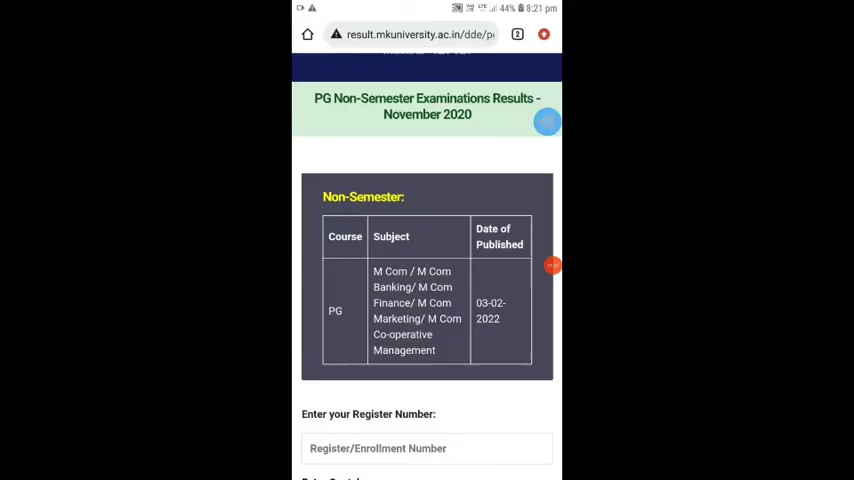 44% 8:21 pm
result.mkuniversity.ac.in/dde/pg
2
PG Non-Semester Examinations Results -
November 2020
Non-Semester:
Course
Subject
Date of
Published
PG
M Com / M Com
Banking/ M Com
Finance/ M Com
Marketing/ M Com
Co-operative
Management
03-02-
2022
Enter your Register Number:
Register/Enrollment Number